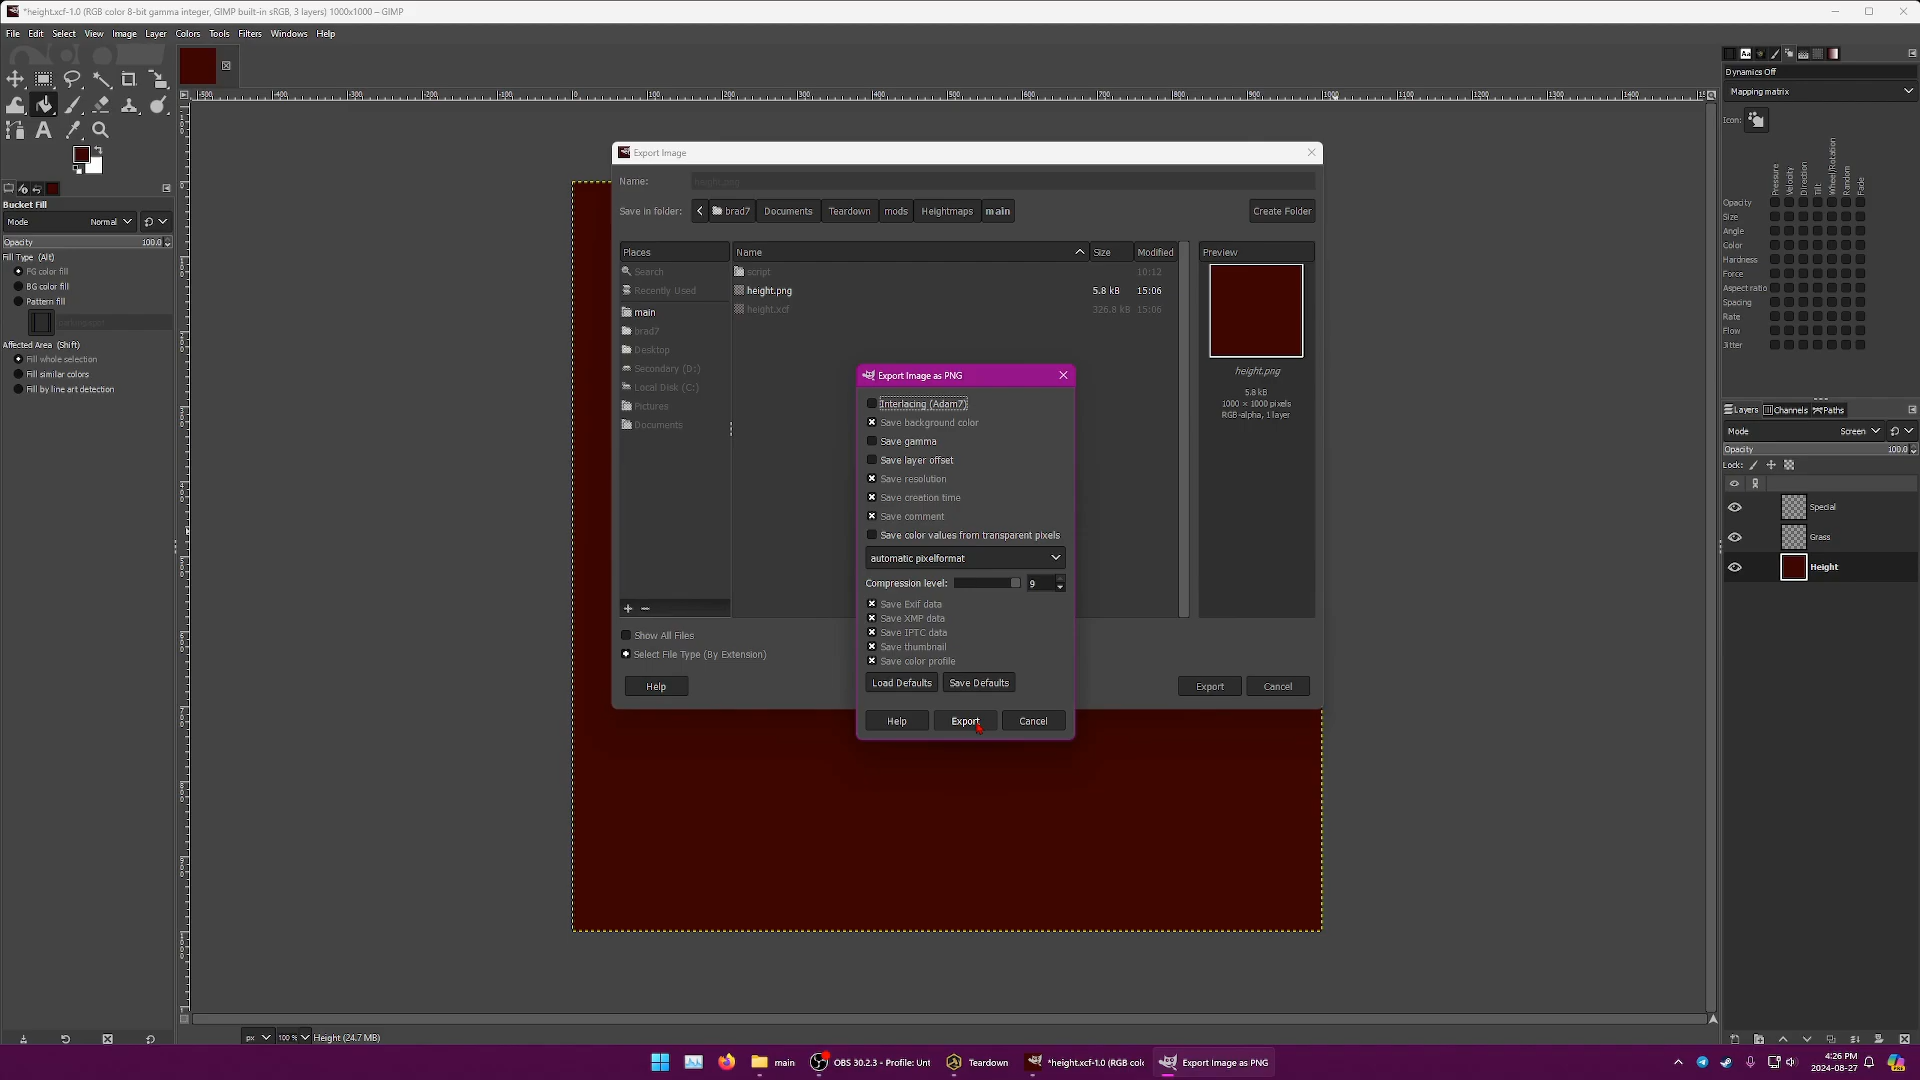 *height.xcf-1.0 (RGB color 8-bit gamma integer, GIMP built-in sRGB, 3 layers) 1000x1000 – GIMP
File Edit Select View Image Layer Colors Tools Filters Windows Help
Bucket Fill
Mode Normal
Opacity 100.0
Fill Type (Alt)
FG color fill
BG color fill
Pattern fill
Affected Area (Shift)
Fill whole selection
Fill similar colors
Fill by line art detection
Export Image
Name: height.png
Save in folder: brad7 Documents Teardown mods Heightmaps main Create Folder
Places
Search
Recently Used
main
brad7
Desktop
Secondary (D:)
Local Disk (C:)
Pictures
Documents
Name Size Modified
script 10:12
height.png 5.8 kB 15:06
height.xcf 326.8 kB 15:06
Preview
height.png
5.8 kB
1000 × 1000 pixels
RGB-alpha, 1 layer
Show All Files
Select File Type (By Extension)
Help Export Cancel
Export Image as PNG
Interlacing (Adam7)
Save background color
Save gamma
Save layer offset
Save resolution
Save creation time
Save comment
Save color values from transparent pixels
automatic pixelformat
Compression level: 9
Save Exif data
Save XMP data
Save IPTC data
Save thumbnail
Save color profile
Load Defaults Save Defaults
Help Export Cancel
Dynamics Off
Mapping matrix
Icon:
Pressure Velocity Direction Tilt Wheel/Rotation Random Fade
Opacity
Size
Angle
Color
Hardness
Force
Aspect ratio
Spacing
Rate
Flow
Jitter
Layers Channels Paths
Mode Screen
Opacity 100.0
Lock:
Special
Grass
Height
px 100 % Height (24.7 MB)
main OBS 30.2.3 - Profile: Unt Teardown *height.xcf-1.0 (RGB colo Export Image as PNG
4:26 PM
2024-08-27